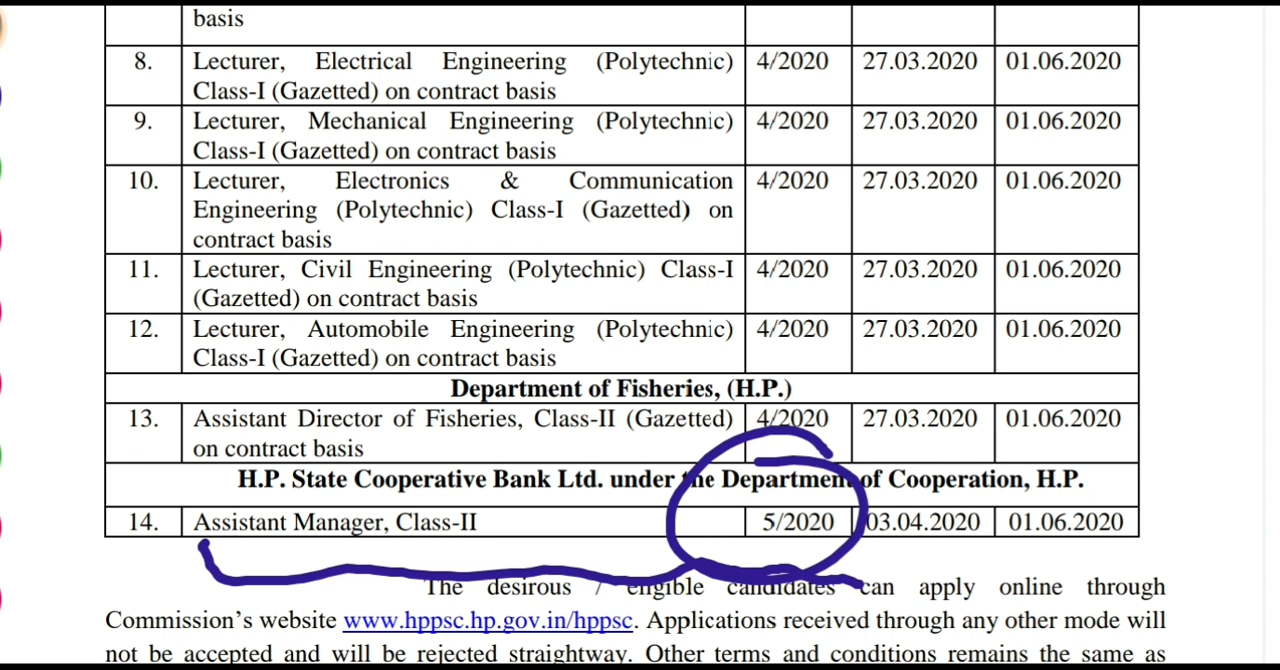 basis
8. Lecturer, Electrical Engineering (Polytechnic) 4/2020 27.03.2020 01.06.2020
Class-I (Gazetted) on contract basis
9. Lecturer, Mechanical Engineering (Polytechnic) 4/2020 27.03.2020 01.06.2020
Class-I (Gazetted) on contract basis
10. Lecturer, Electronics & Communication 4/2020 27.03.2020 01.06.2020
Engineering (Polytechnic) Class-I (Gazetted) on
contract basis
11. Lecturer, Civil Engineering (Polytechnic) Class-I 4/2020 27.03.2020 01.06.2020
(Gazetted) on contract basis
12. Lecturer, Automobile Engineering (Polytechnic) 4/2020 27.03.2020 01.06.2020
Class-I (Gazetted) on contract basis
Department of Fisheries, (H.P.)
13. Assistant Director of Fisheries, Class-II (Gazetted) 4/2020 27.03.2020 01.06.2020
on contract basis
H.P. State Cooperative Bank Ltd. under the Department of Cooperation, H.P.
14. Assistant Manager, Class-II 5/2020 03.04.2020 01.06.2020
The desirous / eligible candidates can apply online through
Commission's website www.hppsc.hp.gov.in/hppsc. Applications received through any other mode will
not be accepted and will be rejected straightway. Other terms and conditions remains the same as